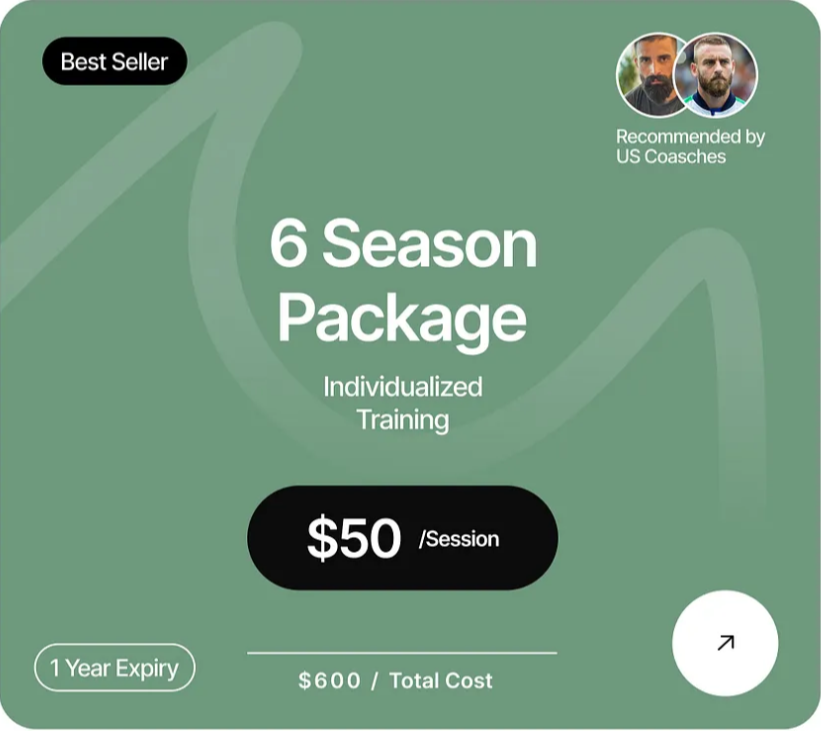 Best Seller
Recommended by
US Coasches
6 Season
Package
Individualized
Training
$50 /Session
1 Year Expiry
$600 / Total Cost